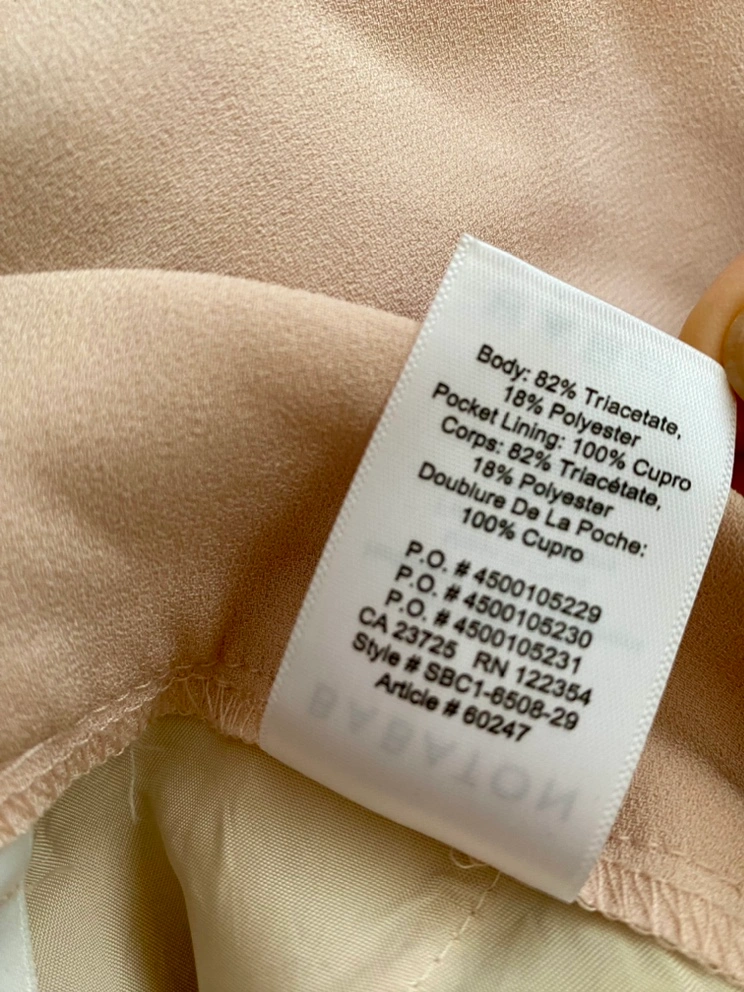 Body: 82% Triacetate,
18% Polyester
Pocket Lining: 100% Cupro
Corps: 82% Triacétate,
18% Polyester
Doublure De La Poche:
100% Cupro
P.O. # 4500105229
P.O. # 4500105230
P.O. # 4500105231
CA 23725 RN 122354
Style # SBC1-6508-29
Article # 60247
BABATON